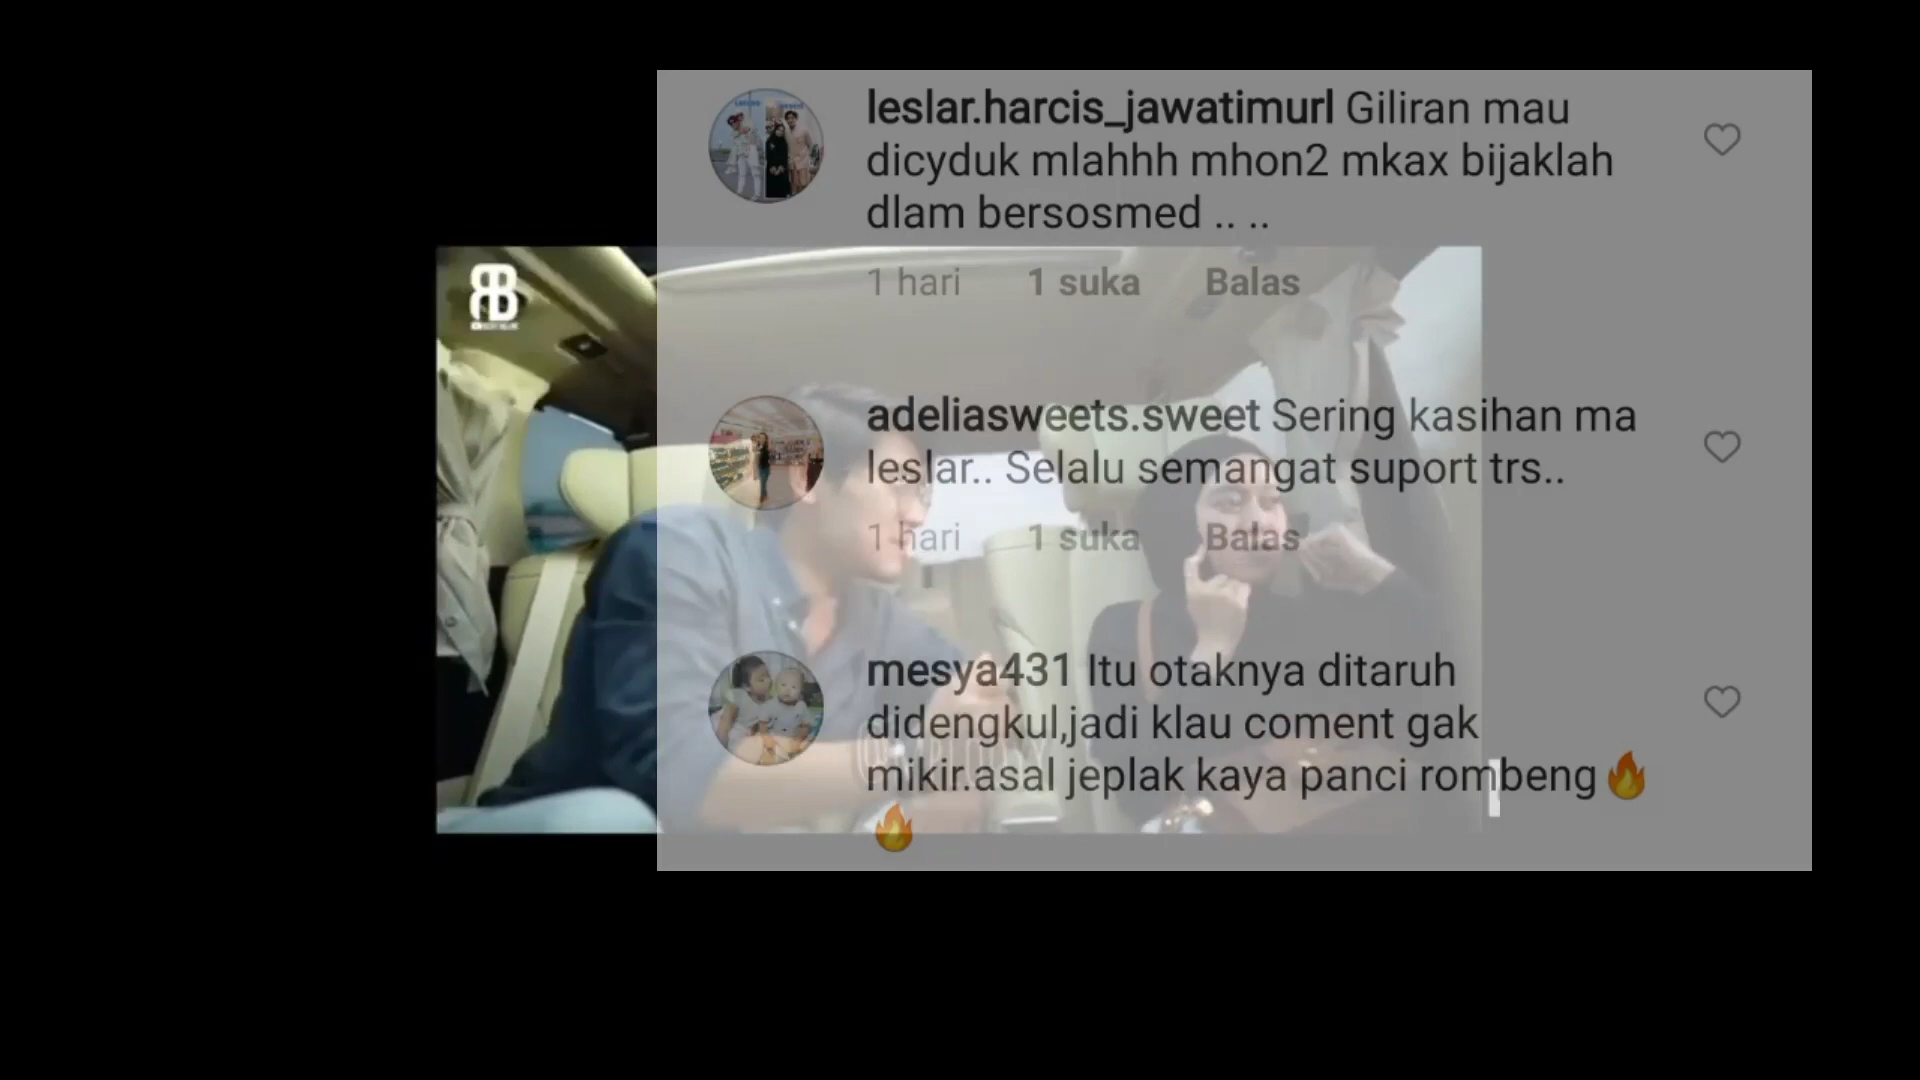 leslar.harcis_jawatimurl Giliran mau
dicyduk mlahhh mhon2 mkax bijaklah
dlam bersosmed .. ..
1 hari 1 suka Balas
adeliasweets.sweet Sering kasihan ma
leslar.. Selalu semangat suport trs..
1 hari 1 suka Balas
mesya431 Itu otaknya ditaruh
didengkul,jadi klau coment gak
mikir.asal jeplak kaya panci rombeng🔥
🔥